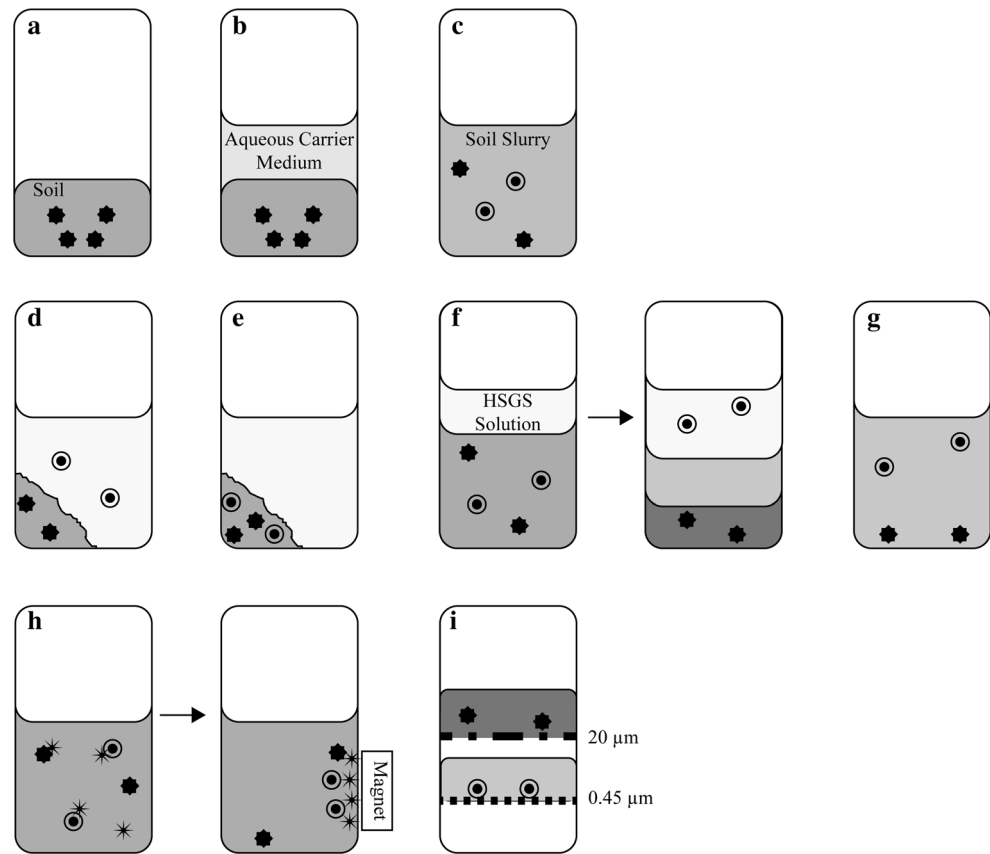 a
b
c
Aqueous Carrier
Medium
Soil Slurry
Soil
d
e
f
g
HSGS
Solution
h
i
Magnet
20 µm
0.45 µm